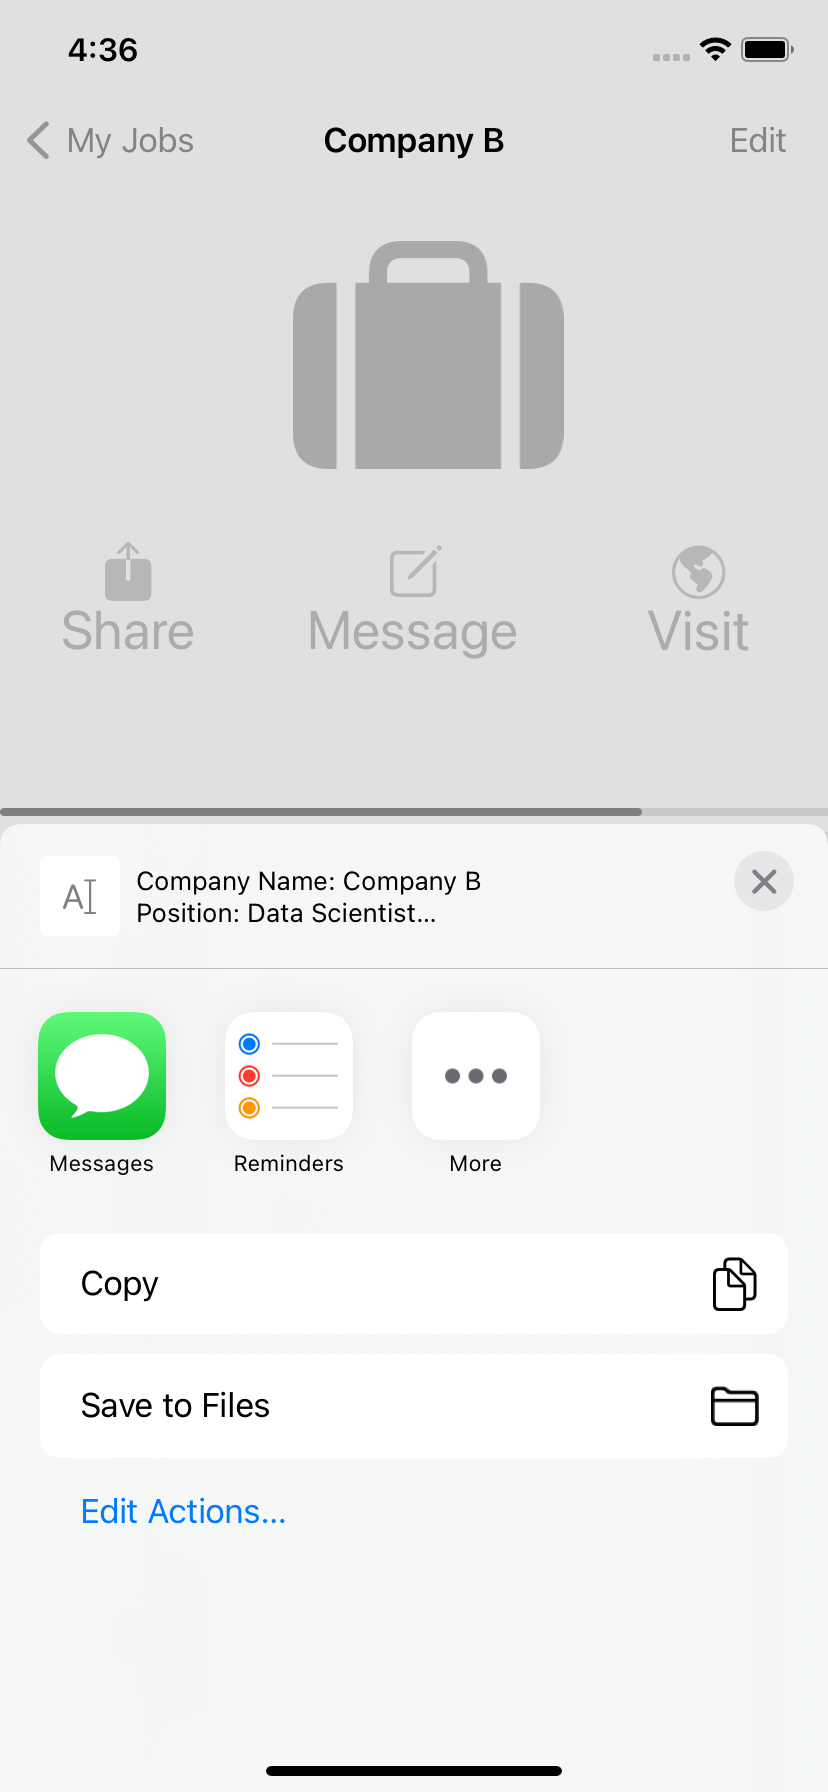 4:36
My Jobs
Company B
Edit
Share
Message
Visit
Company Name: Company B
Position: Data Scientist...
Messages
Reminders
More
Copy
Save to Files
Edit Actions...